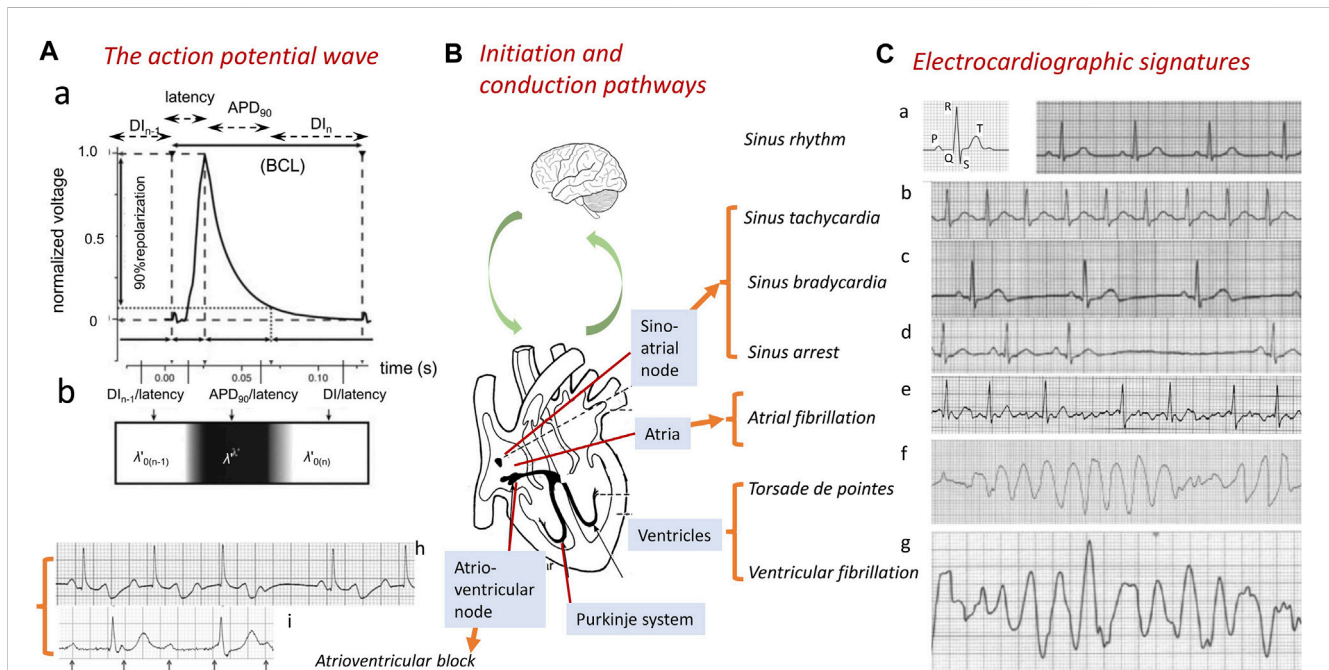 A
The action potential wave
a
latency
APD90
DIn-1
DIn
(BCL)
1.0
0.5
0
normalized voltage
90%repolarization
time (s)
0.00
0.05
0.10
b
DIn-1/latency
APD90/latency
DI/latency
λ'0(n-1)
λ'0(n)
h
i
B
Initiation and
conduction pathways
Sino-
atrial
node
Atria
Ventricles
Atrio-
ventricular
node
Purkinje system
Atrioventricular block
Sinus rhythm
Sinus tachycardia
Sinus bradycardia
Sinus arrest
Atrial fibrillation
Torsade de pointes
Ventricular fibrillation
C
Electrocardiographic signatures
a
R
P
T
Q
S
b
c
d
e
f
g